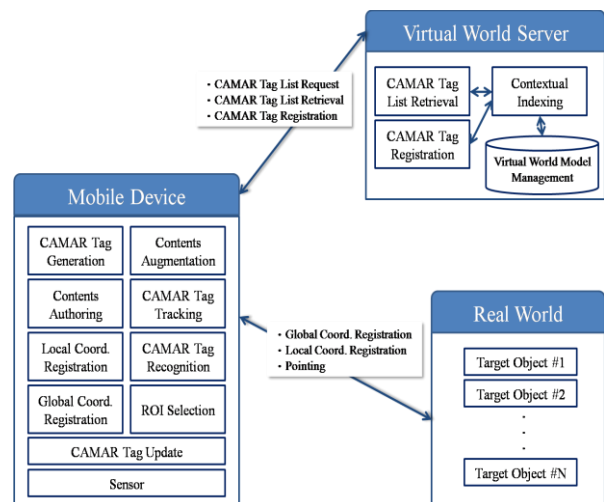 Virtual World Server
CAMAR Tag
List Retrieval
Contextual
Indexing
CAMAR Tag
Registration
Virtual World Model
Management
· CAMAR Tag List Request
· CAMAR Tag List Retrieval
· CAMAR Tag Registration
Mobile Device
CAMAR Tag
Generation
Contents
Augmentation
Contents
Authoring
CAMAR Tag
Tracking
Local Coord.
Registration
CAMAR Tag
Recognition
Global Coord.
Registration
ROI Selection
CAMAR Tag Update
Sensor
· Global Coord. Registration
· Local Coord. Registration
· Pointing
Real World
Target Object #1
Target Object #2
.
.
.
.
Target Object #N